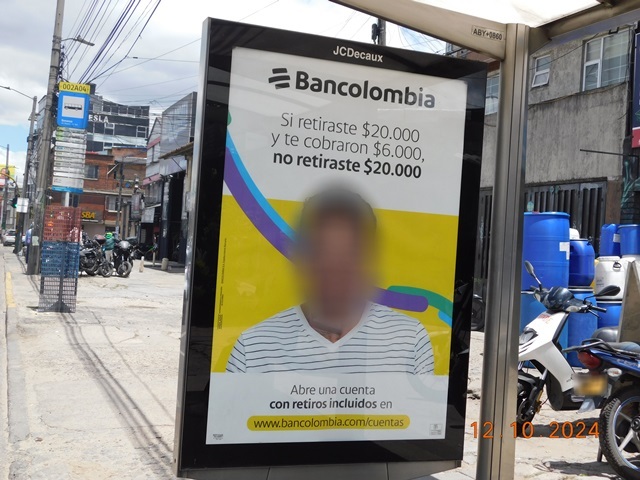 JCDecaux
ABY+0860
Bancolombia
Si retiraste $20.000
y te cobraron $6.000,
no retiraste $20.000
Abre una cuenta
con retiros incluidos en
www.bancolombia.com/cuentas
002A04
ESLA
12 10 2024